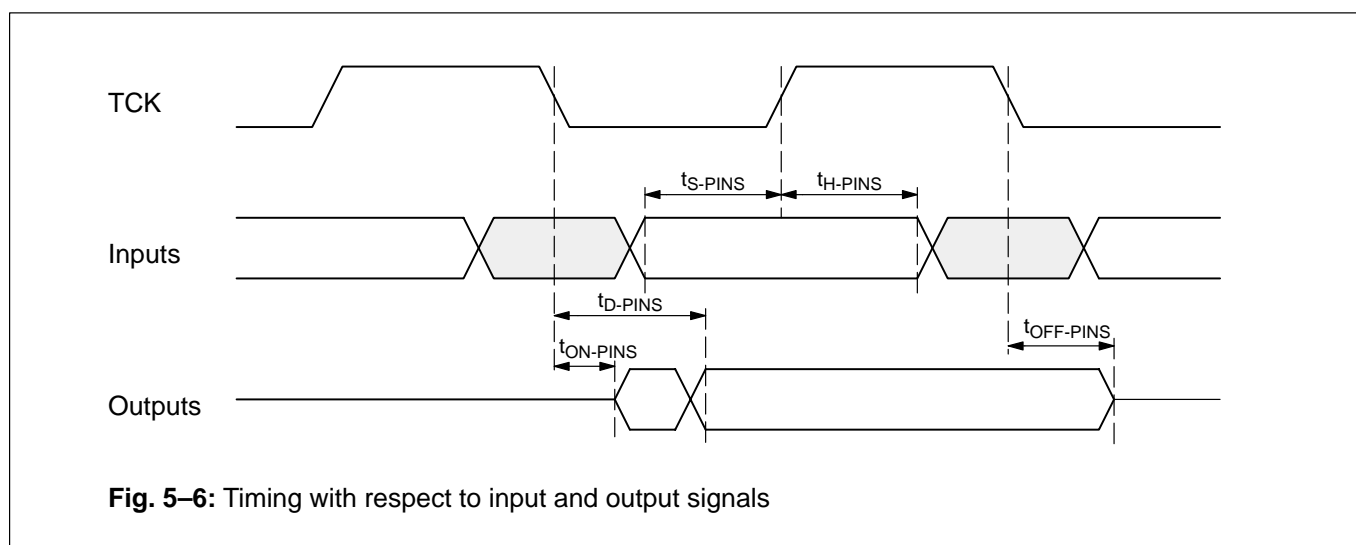 TCK
tS-PINS
tH-PINS
Inputs
tD-PINS
tON-PINS
tOFF-PINS
Outputs
Fig. 5–6: Timing with respect to input and output signals